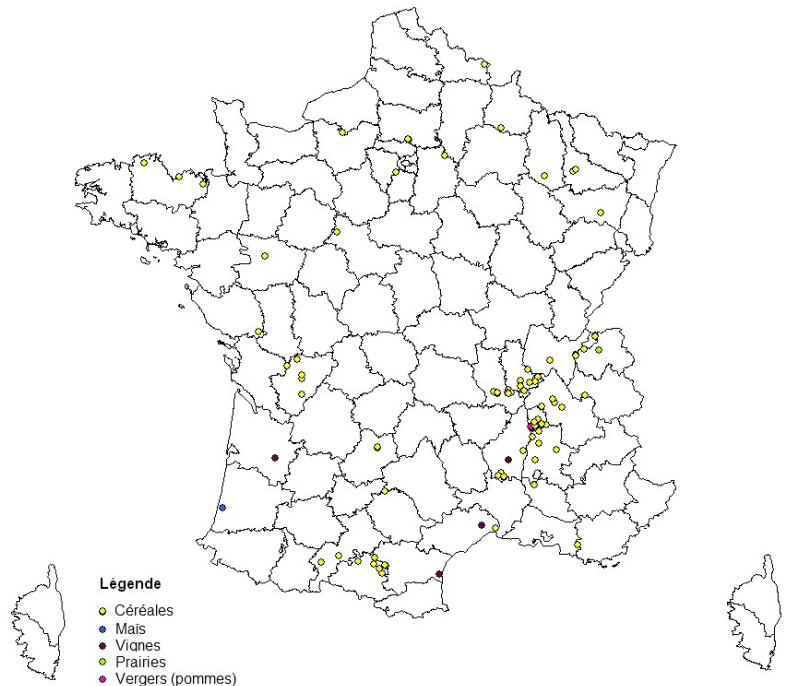 Légende
Céréales
Maïs
Vignes
Prairies
Vergers (pommes)